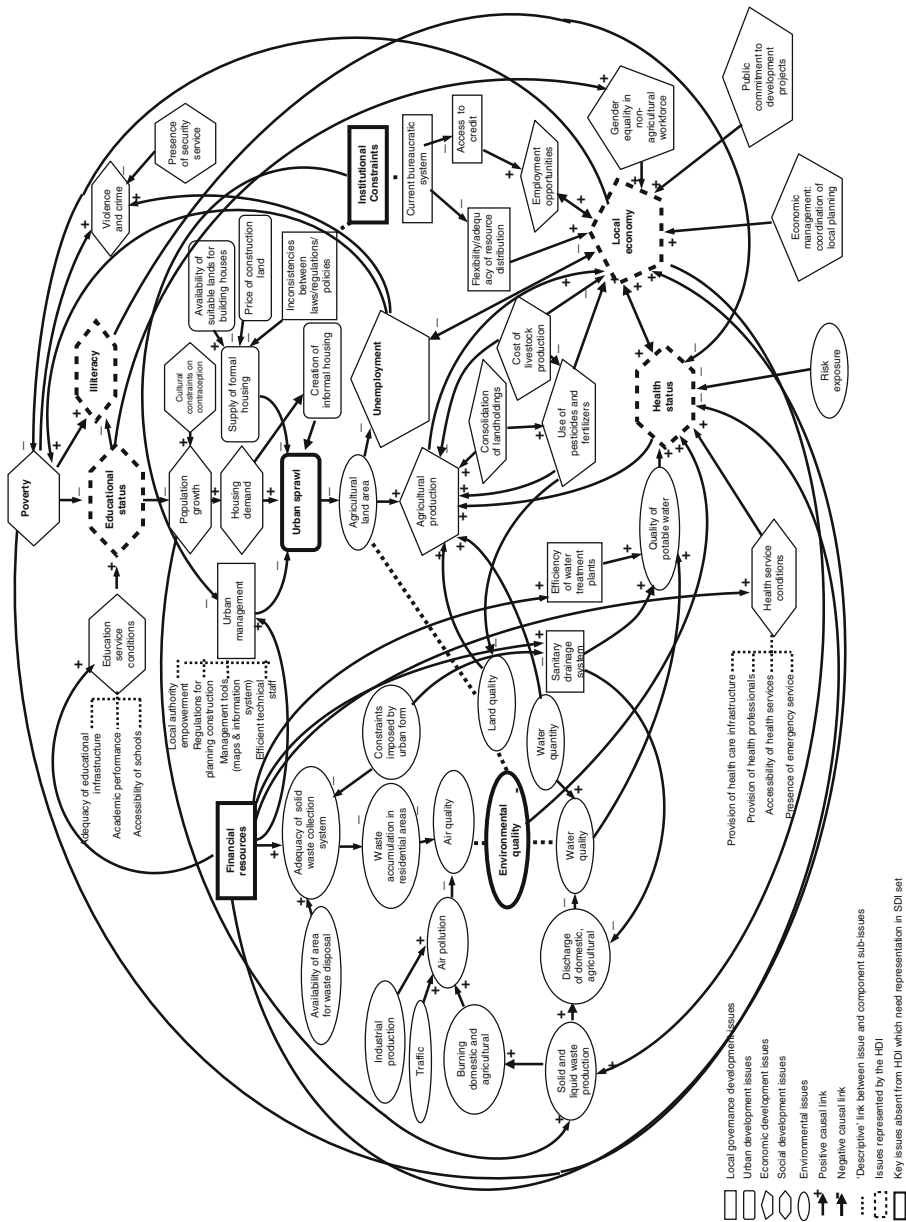 Poverty
Illiteracy
Educational
status
Education
service
conditions
Adequacy of educational
infrastructure
Academic performance
Accessibility of schools
Violence
and crime
Presence
of security
service
Cultural
constraints on
contraception
Population
growth
Housing
demand
Availability of
suitable lands for
building houses
Price of construction
land
Inconsistencies
between
laws/regulations/
policies
Supply of formal
housing
Creation of
informal housing
Urban sprawl
Urban
management
Local authority
empowerment
Regulations for
planning construction
Management tools
(maps & information
system)
Efficient technical
staff
Institutional
Constraints
Current bureaucratic
system
Access to
credit
Flexibility/adequ
acy of resource
distribution
Employment
opportunities
Gender
equality in
non-
agricultural
workforce
Public
commitment to
development
projects
Economic
management:
coordination of
local planning
Local
economy
Unemployment
Agricultural
land area
Agricultural
production
Consolidation
of landholdings
Cost of
livestock
production
Use of
pesticides and
fertilizers
Health
status
Risk
exposure
Quality of
potable water
Efficiency
of water
treatment
plants
Sanitary
drainage
system
Health service
conditions
Provision of health care infrastructure
Provision of health professionals
Accessibility of health services
Presence of emergency service
Financial
resources
Adequacy of solid
waste collection
system
Constraints
imposed by
urban form
Availability of area
for waste disposal
Waste
accumulation in
residential areas
Air quality
Air pollution
Industrial
production
Traffic
Burning
domestic and
agricultural
Environmental
quality
Land quality
Water
quantity
Water
quality
Discharge
of domestic,
agricultural
Solid and
liquid waste
production
Local governance development issues
Urban development issues
Economic development issues
Social development issues
Environmental issues
Positive causal link
Negative causal link
'Descriptive' link between issue and component sub-issues
Issues represented by the HDI
Key issues absent from HDI which need representation in SDI set